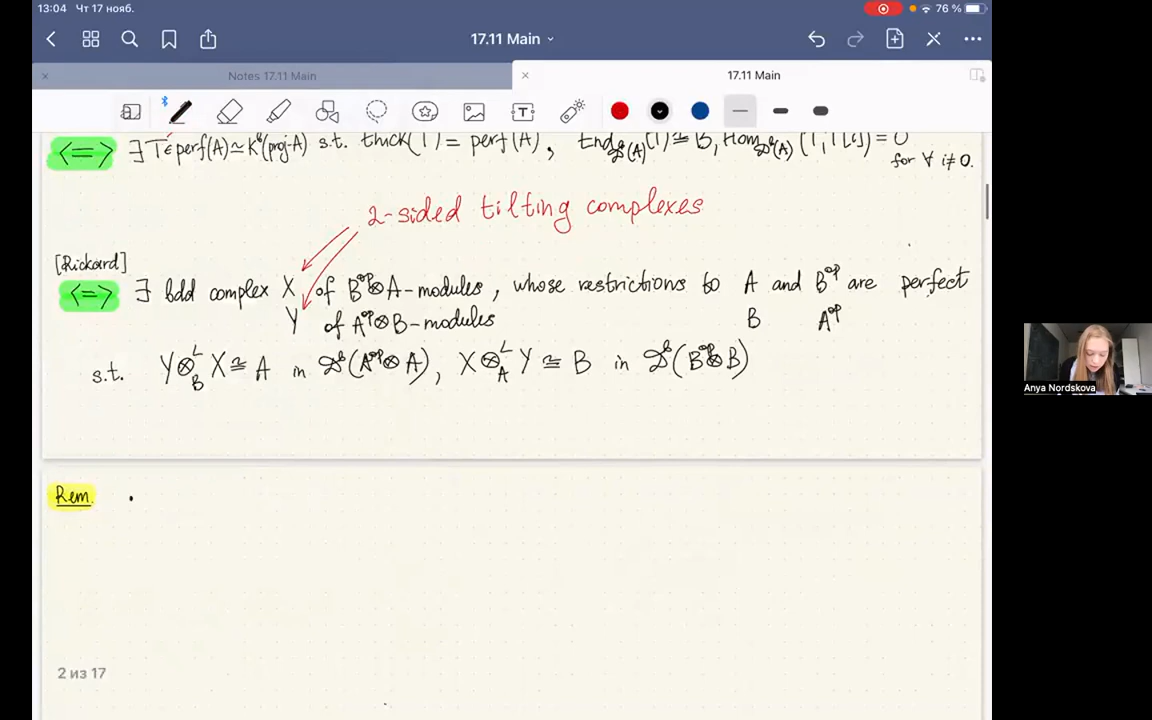 13:04 Чт 17 нояб.
76 %
17.11 Main
Notes 17.11 Main
17.11 Main
<=> ∃ T∈perf(A)≃K^b(proj-A) s.t. thick(T) = perf(A), End_{𝒟^b(A)}(T)≅B, Hom_{𝒟^b(A)}(T,T[i])=0
for ∀ i≠0.
2-sided tilting complexes
[Rickard]
<=> ∃ bdd complex X of B^op⊗A-modules, whose restrictions to A and B^op are perfect
Y of A^op⊗B-modules B A^op
s.t. Y⊗^L_B X≅A in 𝒟^b(A^op⊗A), X⊗^L_A Y≅B in 𝒟^b(B^op⊗B)
Rem. •
2 из 17
Anya Nordskova